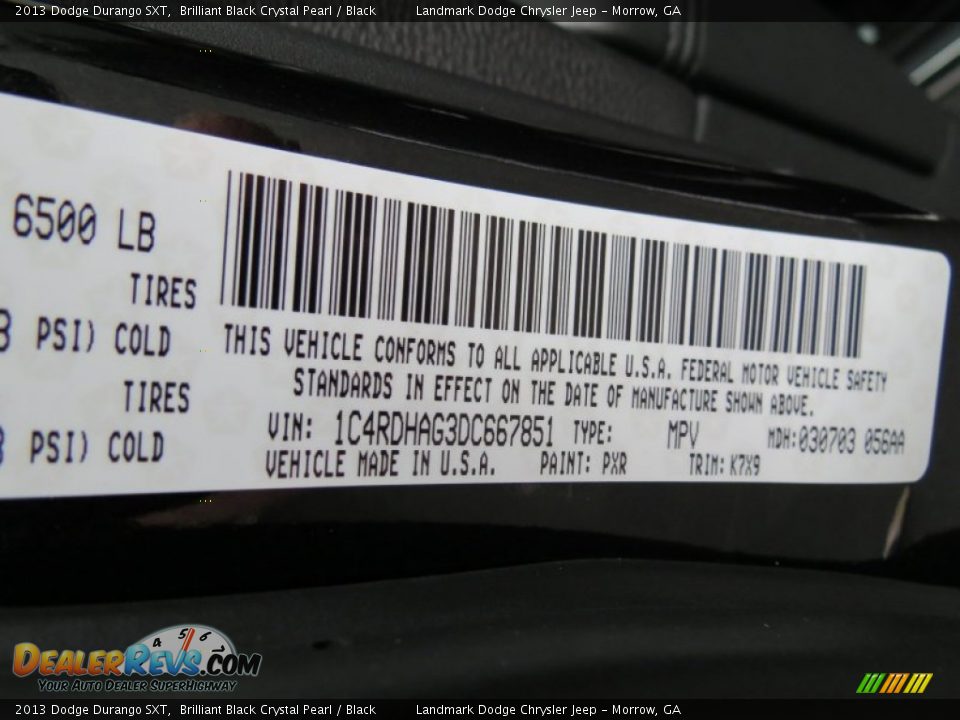 2013 Dodge Durango SXT, Brilliant Black Crystal Pearl / Black Landmark Dodge Chrysler Jeep - Morrow, GA
6500 LB
TIRES
PSI) COLD
TIRES
PSI) COLD
THIS VEHICLE CONFORMS TO ALL APPLICABLE U.S.A. FEDERAL MOTOR VEHICLE SAFETY
STANDARDS IN EFFECT ON THE DATE OF MANUFACTURE SHOWN ABOVE.
VIN: 1C4RDHAG3DC667851 TYPE: MPV MDH:030703 056AA
VEHICLE MADE IN U.S.A. PAINT: PXR TRIM: K7X9
4 5 6
DEALERREVS.COM
YOUR AUTO DEALER SUPERHIGHWAY
2013 Dodge Durango SXT, Brilliant Black Crystal Pearl / Black Landmark Dodge Chrysler Jeep - Morrow, GA